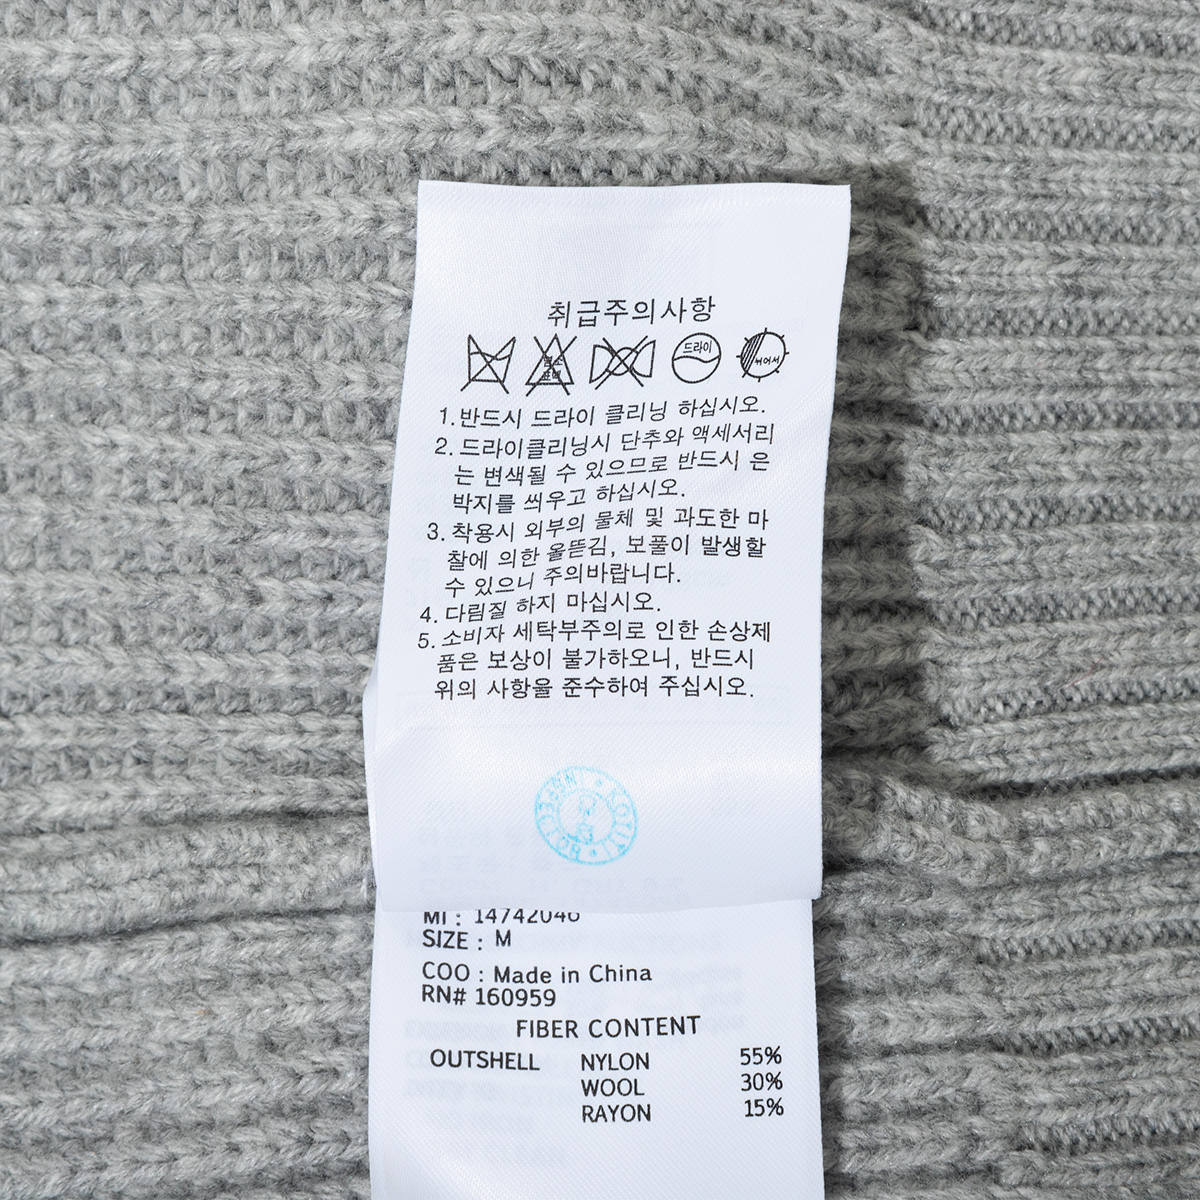 취급주의사항
드라이
뉘어서
1. 반드시 드라이 클리닝 하십시오.
2. 드라이클리닝시 단추와 액세서리
는 변색될 수 있으므로 반드시 은
박지를 씌우고 하십시오.
3. 착용시 외부의 물체 및 과도한 마
찰에 의한 올뜯김, 보풀이 발생할
수 있으니 주의바랍니다.
4. 다림질 하지 마십시오.
5. 소비자 세탁부주의로 인한 손상제
품은 보상이 불가하오니, 반드시
위의 사항을 준수하여 주십시오.
MI : 14742046
SIZE : M
COO : Made in China
RN# 160959
FIBER CONTENT
OUTSHELL NYLON 55%
WOOL 30%
RAYON 15%